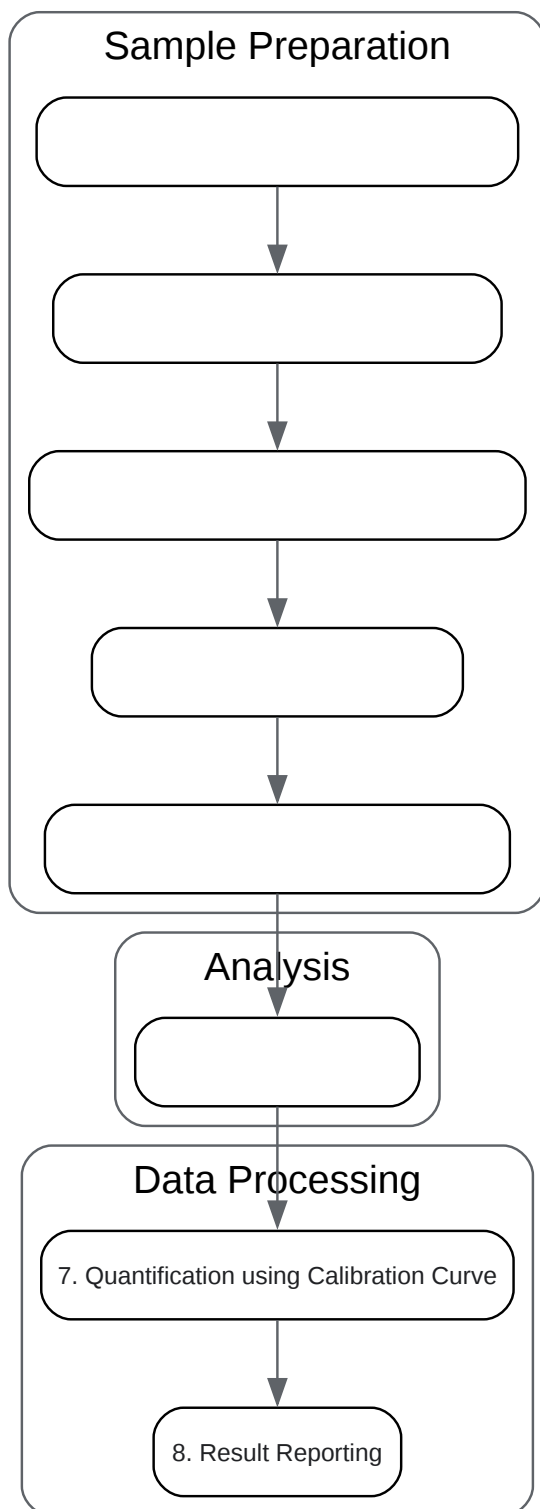 Sample Preparation
Analysis
Data Processing
7. Quantification using Calibration Curve
8. Result Reporting